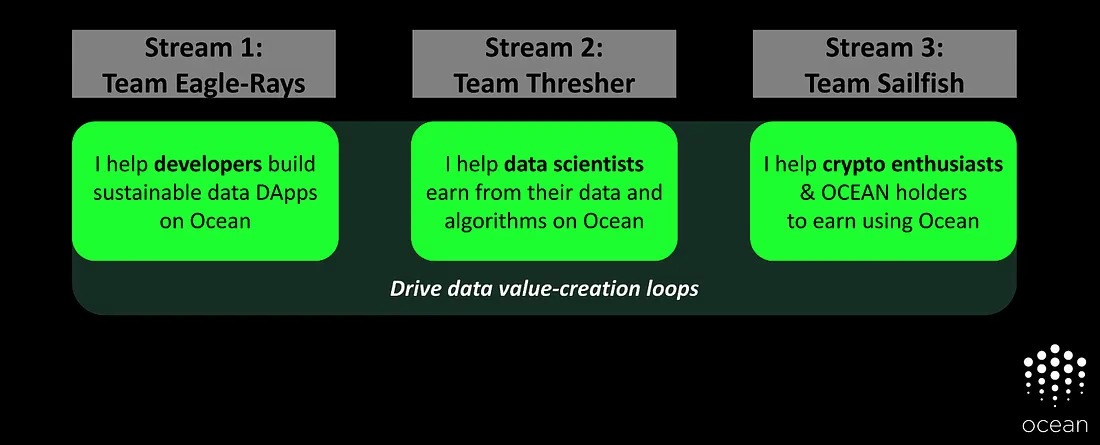 Stream 1:
Team Eagle-Rays
I help developers build
sustainable data DApps
on Ocean
Stream 2:
Team Thresher
I help data scientists
earn from their data and
algorithms on Ocean
Stream 3:
Team Sailfish
I help crypto enthusiasts
& OCEAN holders
to earn using Ocean
Drive data value-creation loops
ocean